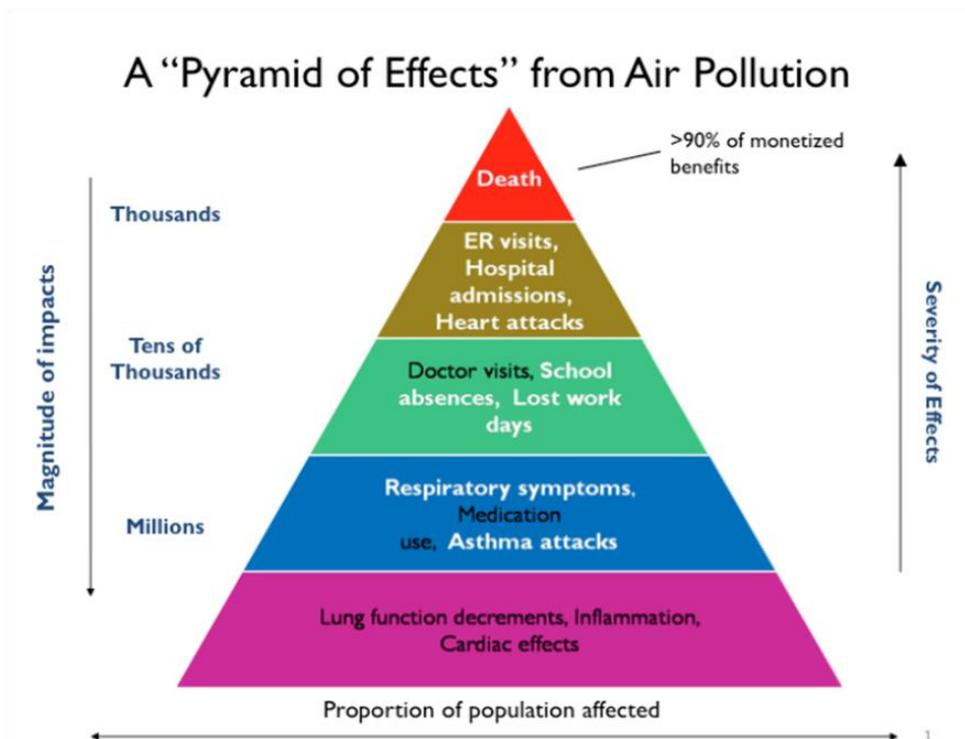 A “Pyramid of Effects” from Air Pollution
>90% of monetized
benefits
Death
Thousands
ER visits,
Hospital
admissions,
Heart attacks
Magnitude of impacts
Severity of Effects
Tens of
Thousands
Doctor visits, School
absences, Lost work
days
Respiratory symptoms,
Medication
use, Asthma attacks
Millions
Lung function decrements, Inflammation,
Cardiac effects
Proportion of population affected
1